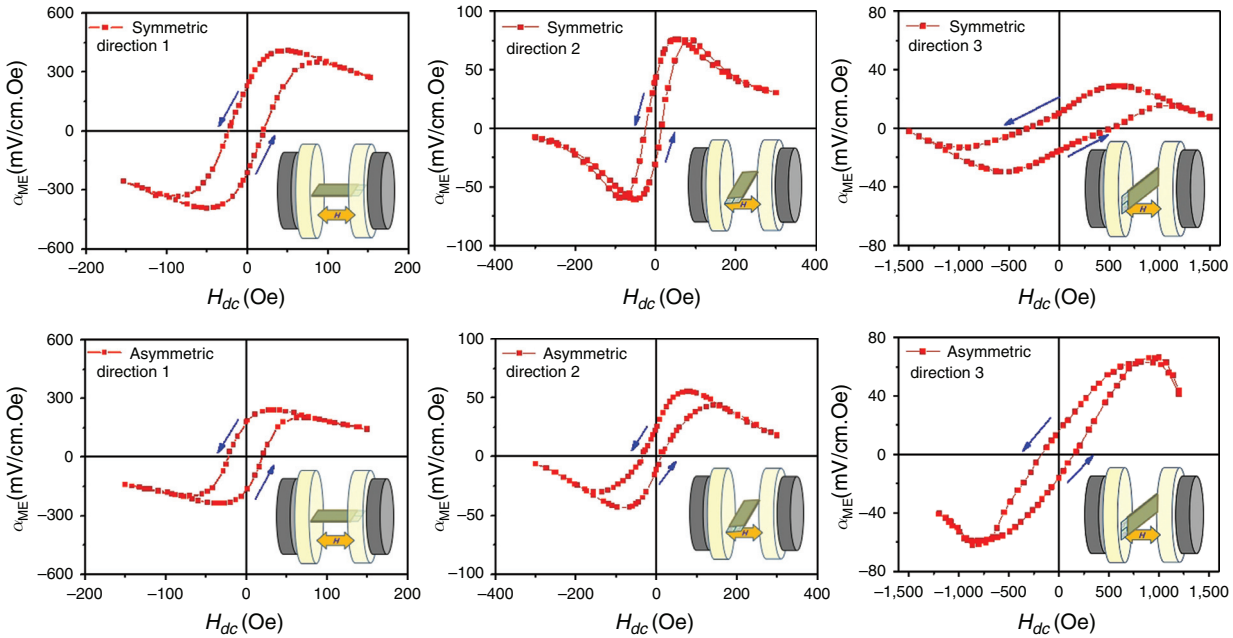 600
Symmetric
direction 1
300
0
−300
−600
αME(mV/cm.Oe)
−200
−100
0
100
200
Hdc (Oe)
H
100
Symmetric
direction 2
50
0
−50
−100
αME(mV/cm.Oe)
−400
−200
0
200
400
Hdc (Oe)
H
80
Symmetric
direction 3
40
0
−40
−80
αME(mV/cm.Oe)
−1,500
−1,000
−500
0
500
1,000
1,500
Hdc (Oe)
H
600
Asymmetric
direction 1
300
0
−300
−600
αME(mV/cm.Oe)
−200
−100
0
100
200
Hdc (Oe)
H
100
Asymmetric
direction 2
50
0
−50
−100
αME(mV/cm.Oe)
−400
−200
0
200
400
Hdc (Oe)
H
80
Asymmetric
direction 3
40
0
−40
−80
αME(mV/cm.Oe)
−1,500
−1,000
−500
0
500
1,000
1,500
Hdc (Oe)
H